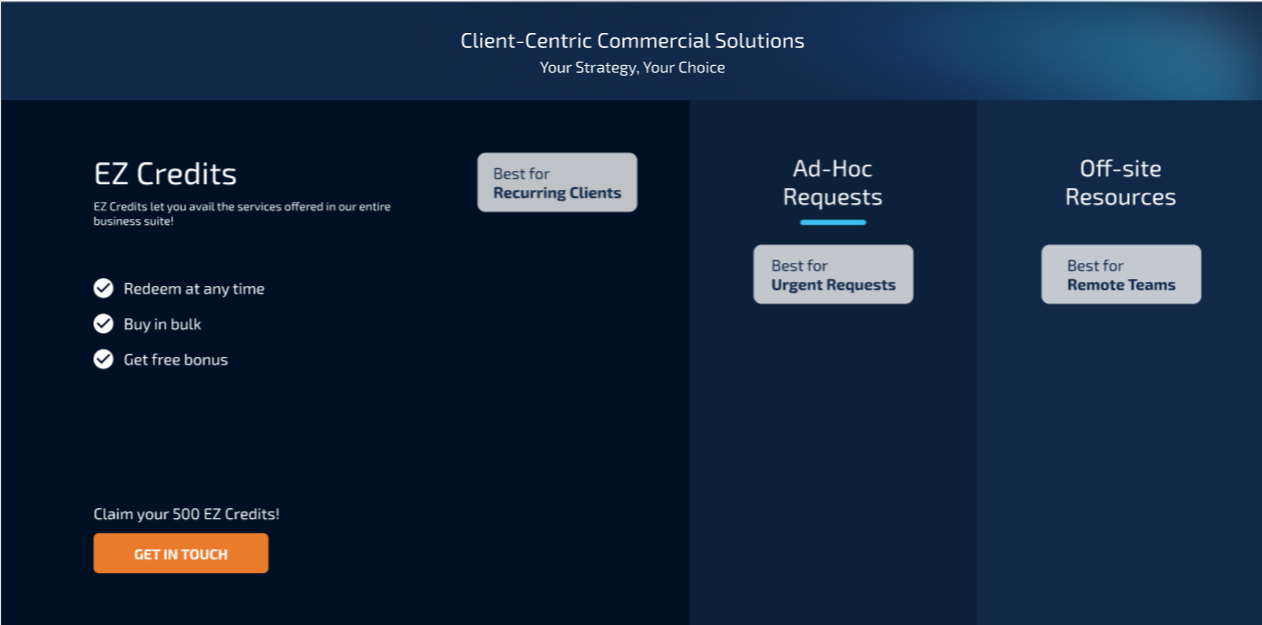 Client-Centric Commercial Solutions
Your Strategy, Your Choice
EZ Credits
EZ Credits let you avail the services offered in our entire
business suite!
Best for
Recurring Clients
Redeem at any time
Buy in bulk
Get free bonus
Claim your 500 EZ Credits!
GET IN TOUCH
Ad-Hoc
Requests
Best for
Urgent Requests
Off-site
Resources
Best for
Remote Teams